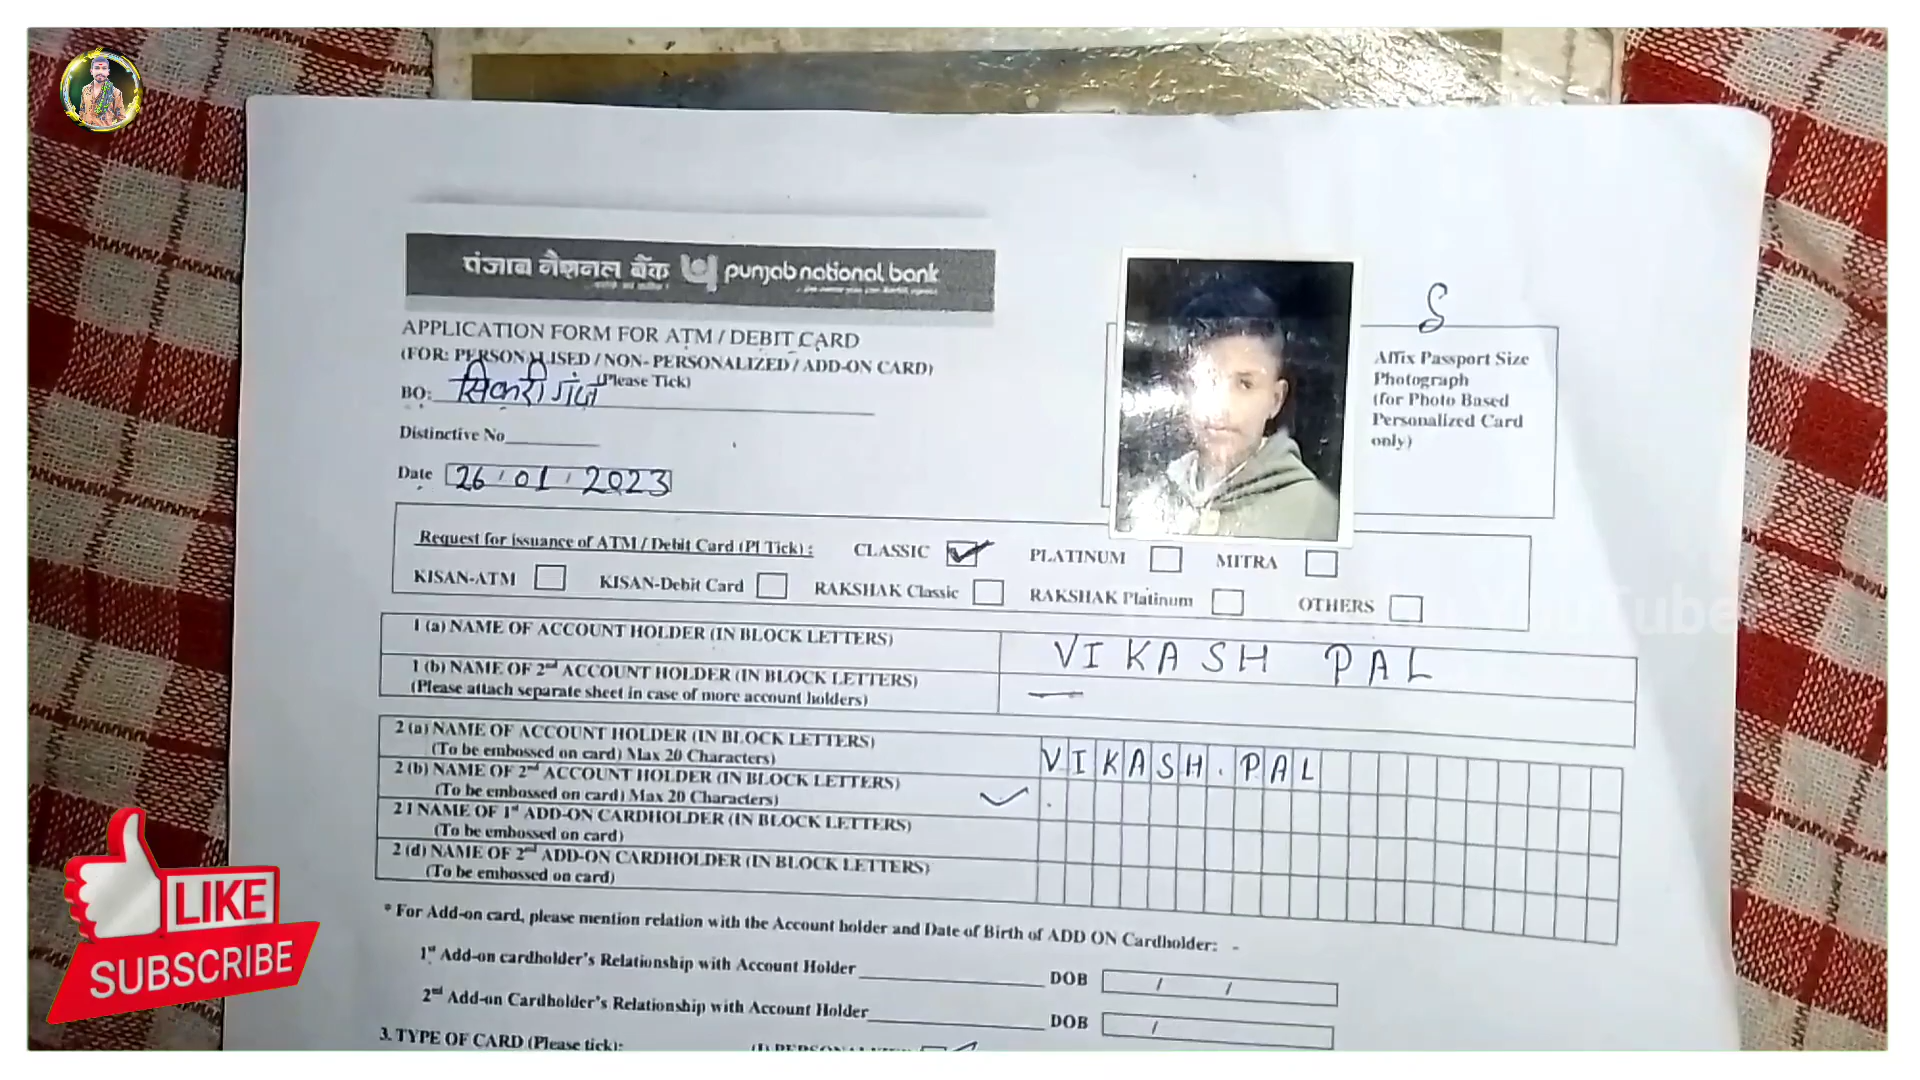 पंजाब नैशनल बैंक punjab national bank
APPLICATION FORM FOR ATM / DEBIT CARD
(FOR: PERSONALISED / NON- PERSONALIZED / ADD-ON CARD)
(Please Tick)
BO: सिकरीगंज
Distinctive No
Date 26 / 01 / 2023
Affix Passport Size
Photograph
(for Photo Based
Personalized Card
only)
Request for issuance of ATM / Debit Card (Pl Tick) : CLASSIC PLATINUM MITRA
KISAN-ATM KISAN-Debit Card RAKSHAK Classic RAKSHAK Platinum OTHERS
1 (a) NAME OF ACCOUNT HOLDER (IN BLOCK LETTERS) VIKASH PAL
1 (b) NAME OF 2nd ACCOUNT HOLDER (IN BLOCK LETTERS)
(Please attach separate sheet in case of more account holders)
2 (a) NAME OF ACCOUNT HOLDER (IN BLOCK LETTERS)
(To be embossed on card) Max 20 Characters) VIKASH.PAL
2 (b) NAME OF 2nd ACCOUNT HOLDER (IN BLOCK LETTERS)
(To be embossed on card) Max 20 Characters)
2 I NAME OF 1st ADD-ON CARDHOLDER (IN BLOCK LETTERS)
(To be embossed on card)
2 (d) NAME OF 2nd ADD-ON CARDHOLDER (IN BLOCK LETTERS)
(To be embossed on card)
* For Add-on card, please mention relation with the Account holder and Date of Birth of ADD ON Cardholder: -
1st Add-on cardholder's Relationship with Account Holder DOB / /
2nd Add-on Cardholder's Relationship with Account Holder DOB /
3. TYPE OF CARD (Please tick):
LIKE
SUBSCRIBE